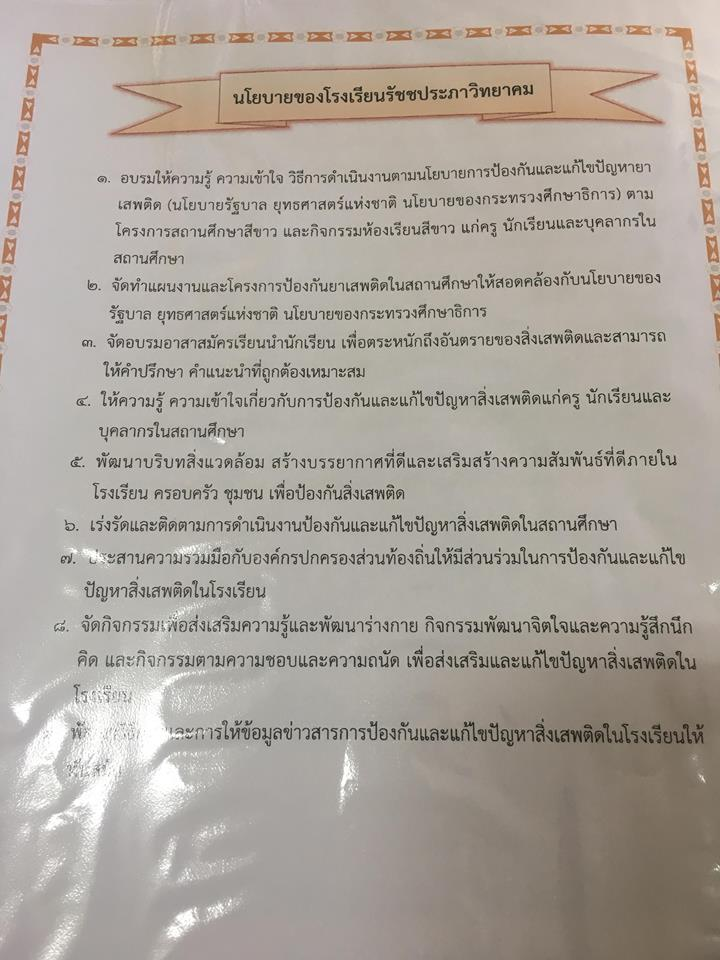 นโยบายของโรงเรียนรัชชประภาวิทยาคม
๑. อบรมให้ความรู้ ความเข้าใจ วิธีการดำเนินงานตามนโยบายการป้องกันและแก้ไขปัญหายา
เสพติด (นโยบายรัฐบาล ยุทธศาสตร์แห่งชาติ นโยบายของกระทรวงศึกษาธิการ) ตาม
โครงการสถานศึกษาสีขาว และกิจกรรมห้องเรียนสีขาว แก่ครู นักเรียนและบุคลากรใน
สถานศึกษา
๒. จัดทำแผนงานและโครงการป้องกันยาเสพติดในสถานศึกษาให้สอดคล้องกับนโยบายของ
รัฐบาล ยุทธศาสตร์แห่งชาติ นโยบายของกระทรวงศึกษาธิการ
๓. จัดอบรมอาสาสมัครเรียนนำนักเรียน เพื่อตระหนักถึงอันตรายของสิ่งเสพติดและสามารถ
ให้คำปรึกษา คำแนะนำที่ถูกต้องเหมาะสม
๔. ให้ความรู้ ความเข้าใจเกี่ยวกับการป้องกันและแก้ไขปัญหาสิ่งเสพติดแก่ครู นักเรียนและ
บุคลากรในสถานศึกษา
๕. พัฒนาบริบทสิ่งแวดล้อม สร้างบรรยากาศที่ดีและเสริมสร้างความสัมพันธ์ที่ดีภายใน
โรงเรียน ครอบครัว ชุมชน เพื่อป้องกันสิ่งเสพติด
๖. เร่งรัดและติดตามการดำเนินงานป้องกันและแก้ไขปัญหาสิ่งเสพติดในสถานศึกษา
๗. ประสานความร่วมมือกับองค์กรปกครองส่วนท้องถิ่นให้มีส่วนร่วมในการป้องกันและแก้ไข
ปัญหาสิ่งเสพติดในโรงเรียน
๘. จัดกิจกรรมเพื่อส่งเสริมความรู้และพัฒนาร่างกาย กิจกรรมพัฒนาจิตใจและความรู้สึกนึก
คิด และกิจกรรมตามความชอบและความถนัด เพื่อส่งเสริมและแก้ไขปัญหาสิ่งเสพติดใน
โรงเรียน
และการให้ข้อมูลข่าวสารการป้องกันและแก้ไขปัญหาสิ่งเสพติดในโรงเรียนให้